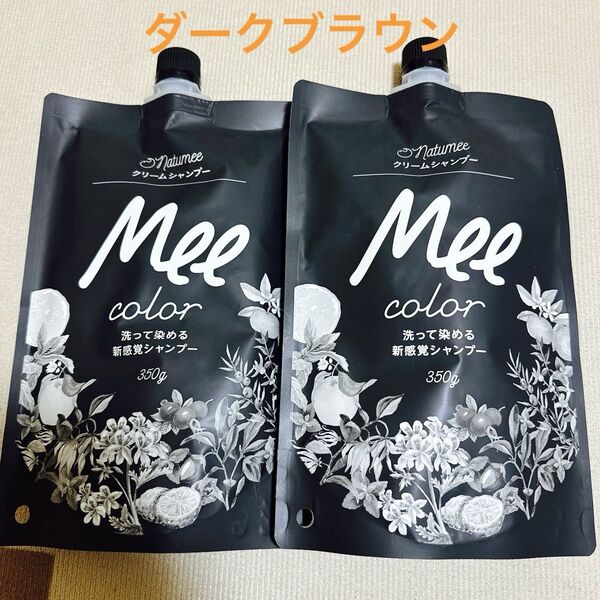 ダークブラウン
Natumee
クリームシャンプー
Mee
color
洗って染める
新感覚シャンプー
350g
Natumee
クリームシャンプー
Mee
color
洗って染める
新感覚シャンプー
350g